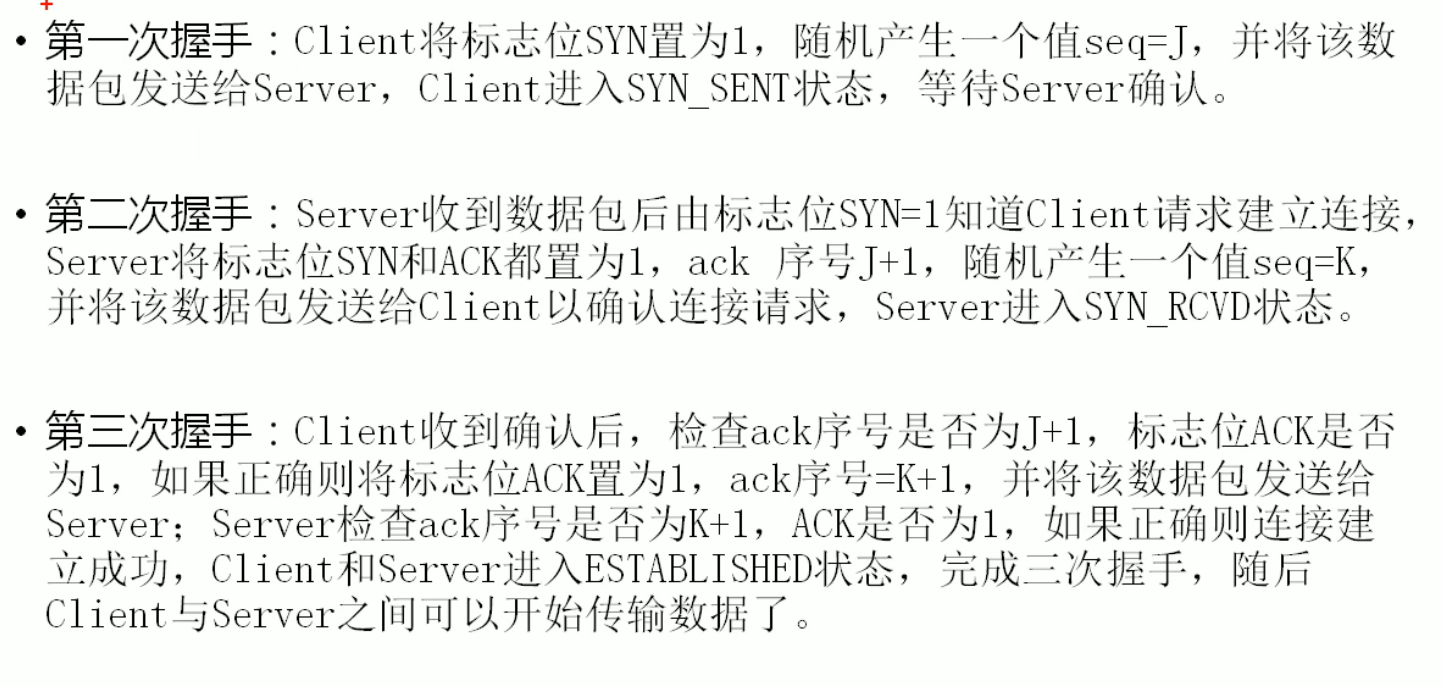 • 第一次握手：Client将标志位SYN置为1，随机产生一个值seq=J，并将该数
据包发送给Server，Client进入SYN_SENT状态，等待Server确认。
• 第二次握手：Server收到数据包后由标志位SYN=1知道Client请求建立连接，
Server将标志位SYN和ACK都置为1，ack 序号J+1，随机产生一个值seq=K，
并将该数据包发送给Client以确认连接请求，Server进入SYN_RCVD状态。
• 第三次握手：Client收到确认后，检查ack序号是否为J+1，标志位ACK是否
为1，如果正确则将标志位ACK置为1，ack序号=K+1，并将该数据包发送给
Server；Server检查ack序号是否为K+1，ACK是否为1，如果正确则连接建
立成功，Client和Server进入ESTABLISHED状态，完成三次握手，随后
Client与Server之间可以开始传输数据了。